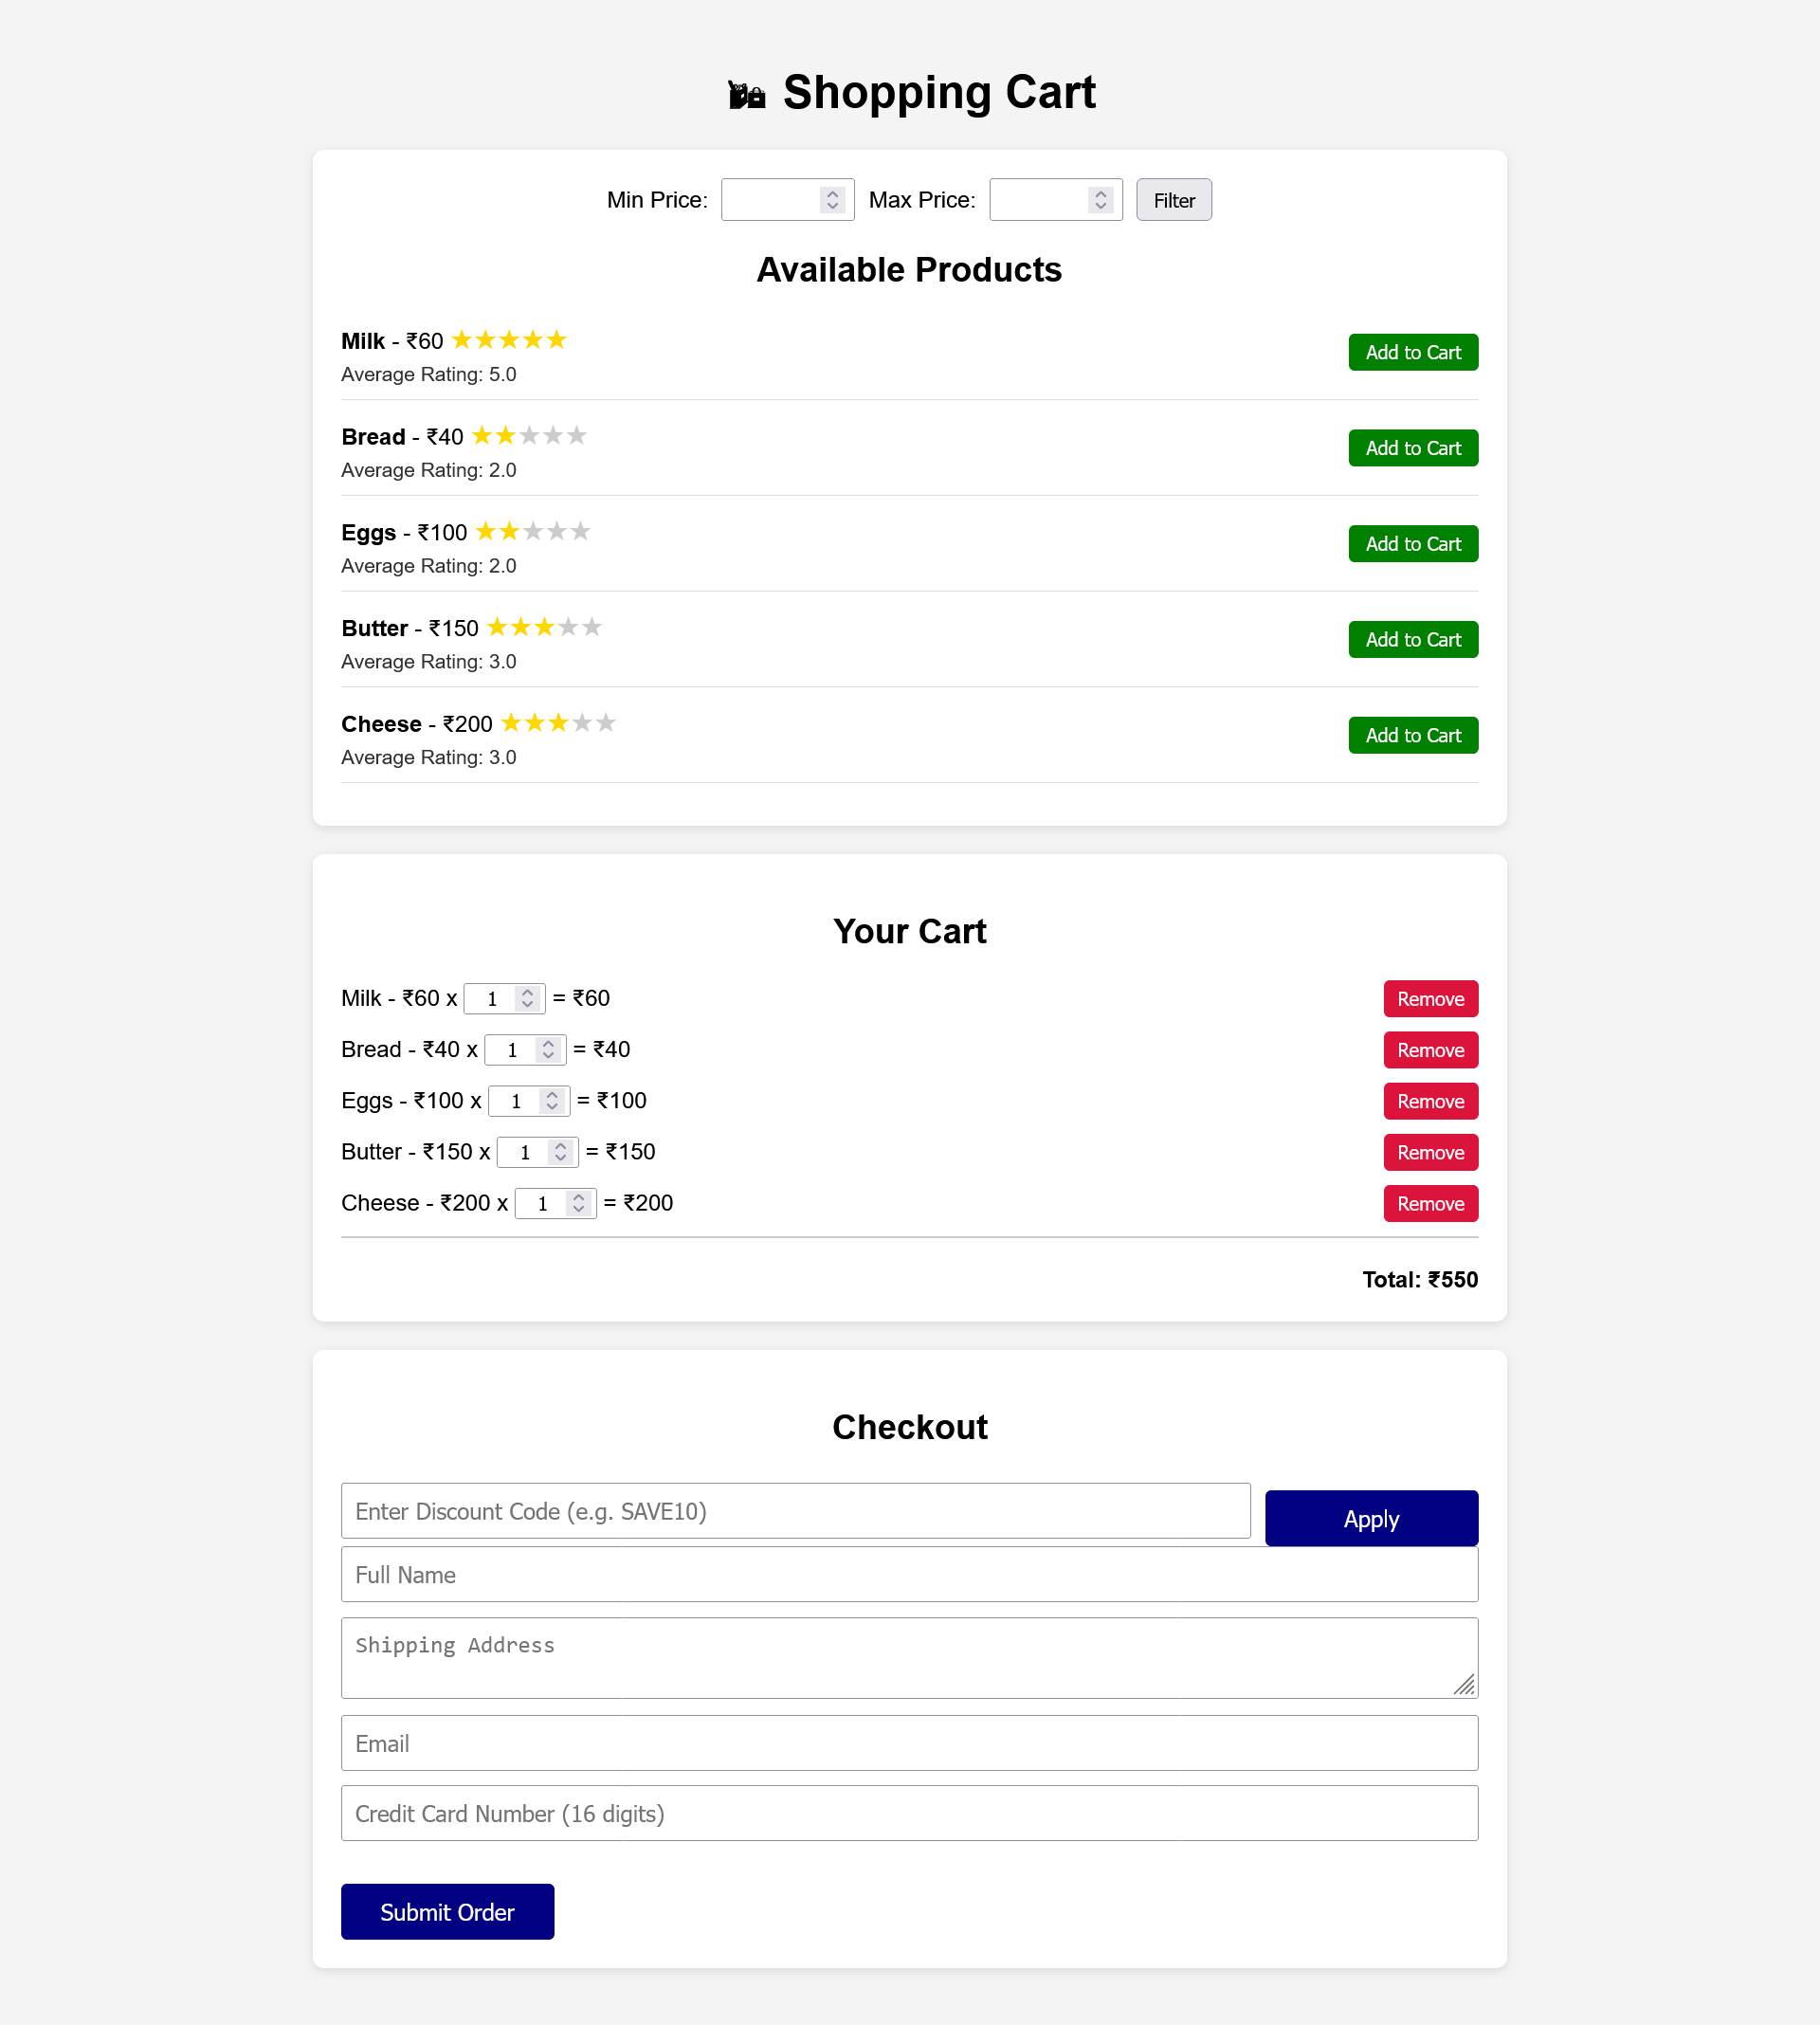 🛍 Shopping Cart
Min Price: Max Price: Filter
Available Products
Milk - ₹60 ★★★★★
Average Rating: 5.0
Add to Cart
Bread - ₹40 ★★★★★
Average Rating: 2.0
Add to Cart
Eggs - ₹100 ★★★★★
Average Rating: 2.0
Add to Cart
Butter - ₹150 ★★★★★
Average Rating: 3.0
Add to Cart
Cheese - ₹200 ★★★★★
Average Rating: 3.0
Add to Cart
Your Cart
Milk - ₹60 x 1 = ₹60 Remove
Bread - ₹40 x 1 = ₹40 Remove
Eggs - ₹100 x 1 = ₹100 Remove
Butter - ₹150 x 1 = ₹150 Remove
Cheese - ₹200 x 1 = ₹200 Remove
Total: ₹550
Checkout
Enter Discount Code (e.g. SAVE10) Apply
Full Name
Shipping Address
Email
Credit Card Number (16 digits)
Submit Order